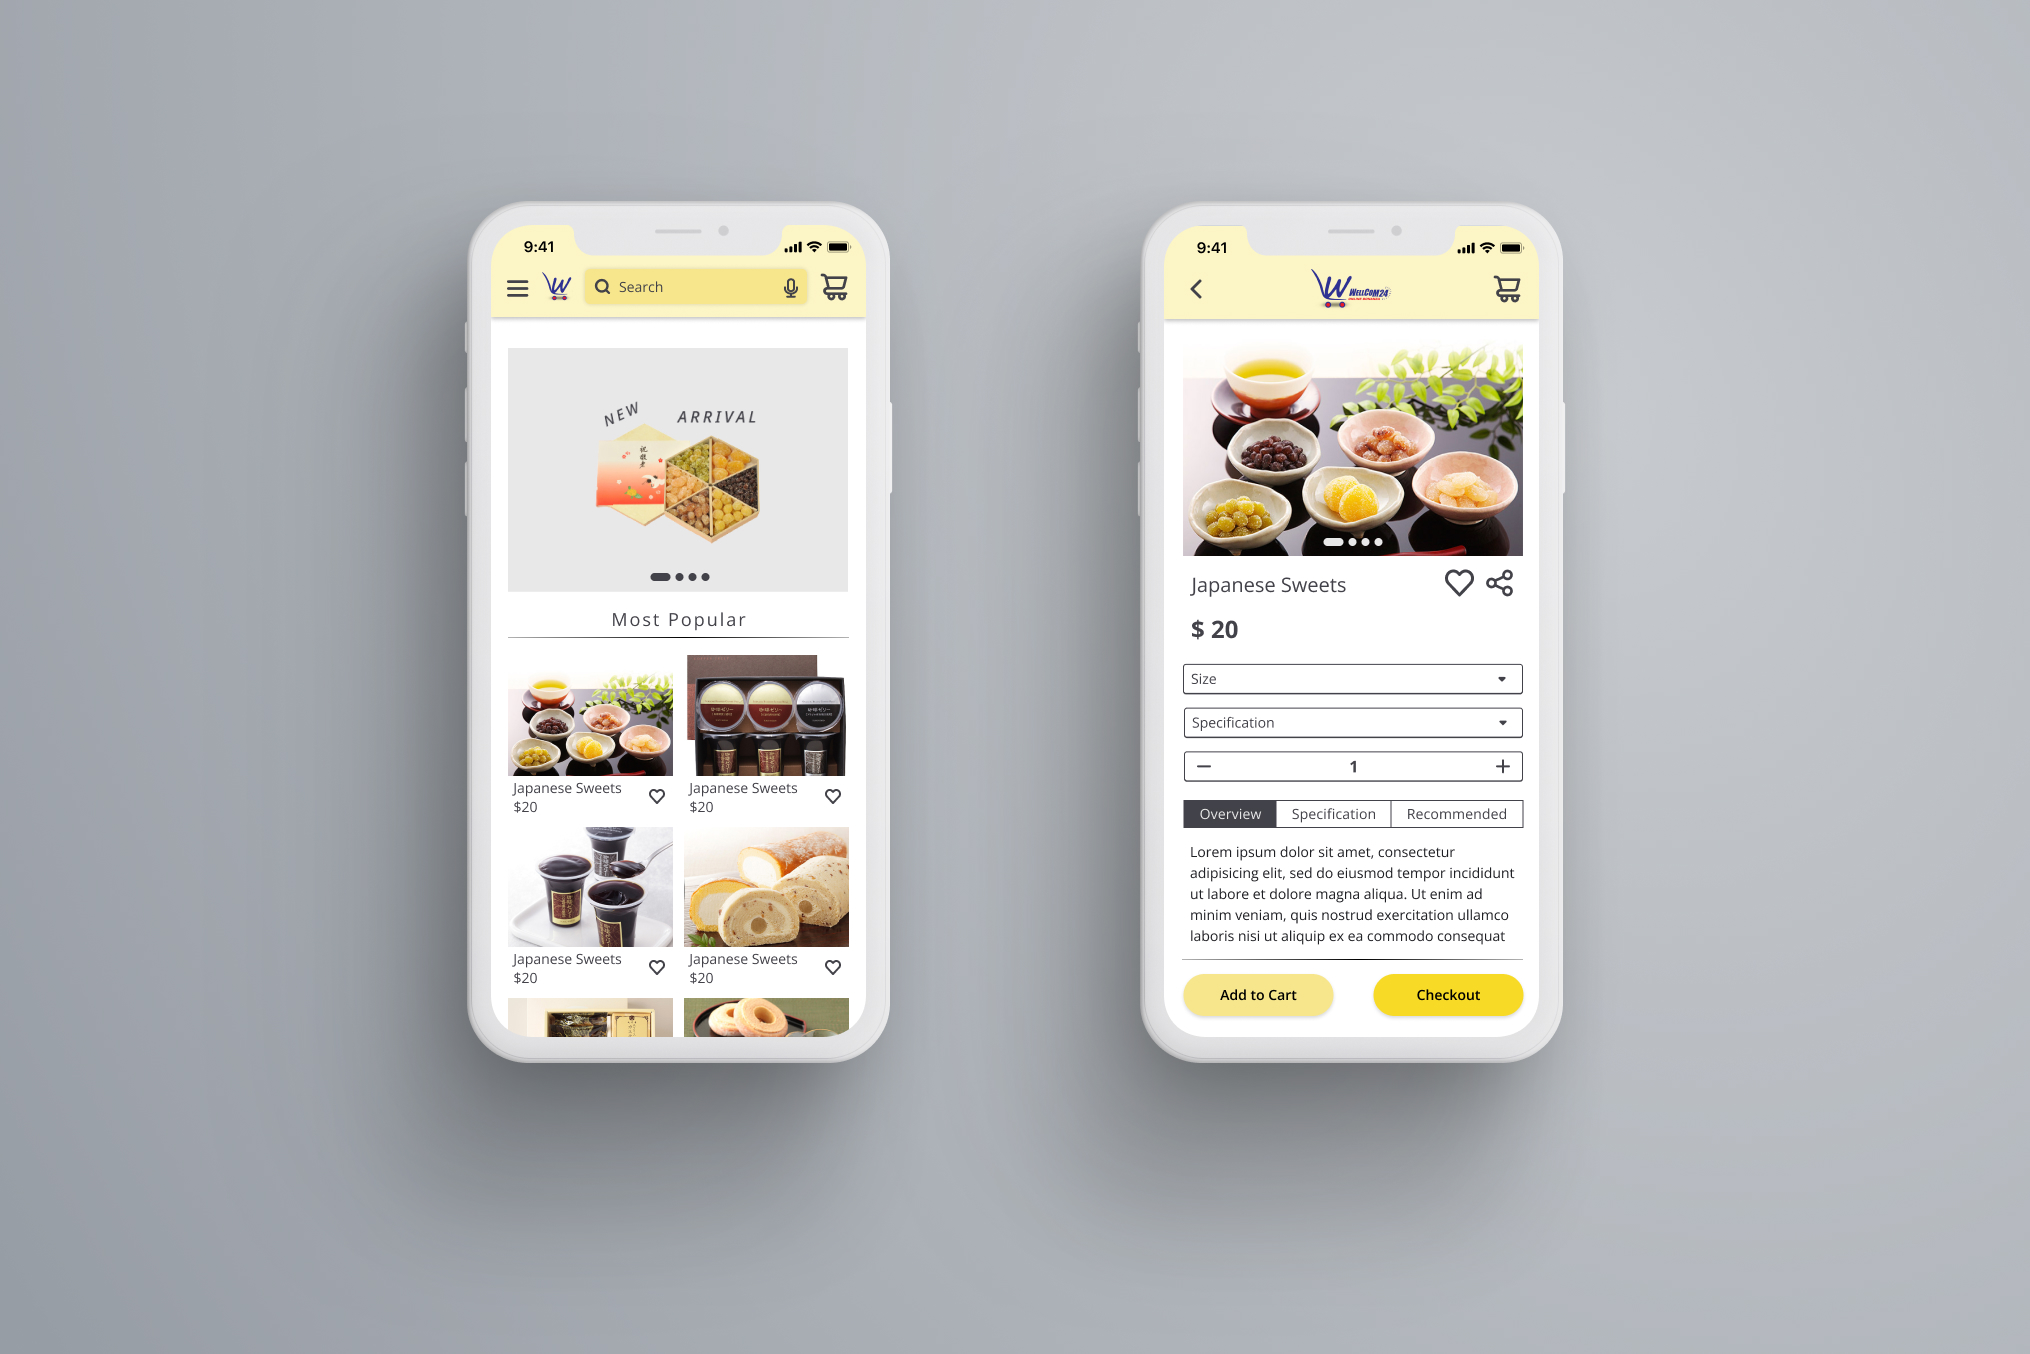 9:41
W
Search
NEW ARRIVAL
祝
Most Popular
Japanese Sweets
$20
Japanese Sweets
$20
Japanese Sweets
$20
Japanese Sweets
$20
9:41
W WELLCOM24
Japanese Sweets
$ 20
Size
Specification
1
Overview Specification Recommended
Lorem ipsum dolor sit amet, consectetur
adipisicing elit, sed do eiusmod tempor incididunt
ut labore et dolore magna aliqua. Ut enim ad
minim veniam, quis nostrud exercitation ullamco
laboris nisi ut aliquip ex ea commodo consequat
Add to Cart
Checkout